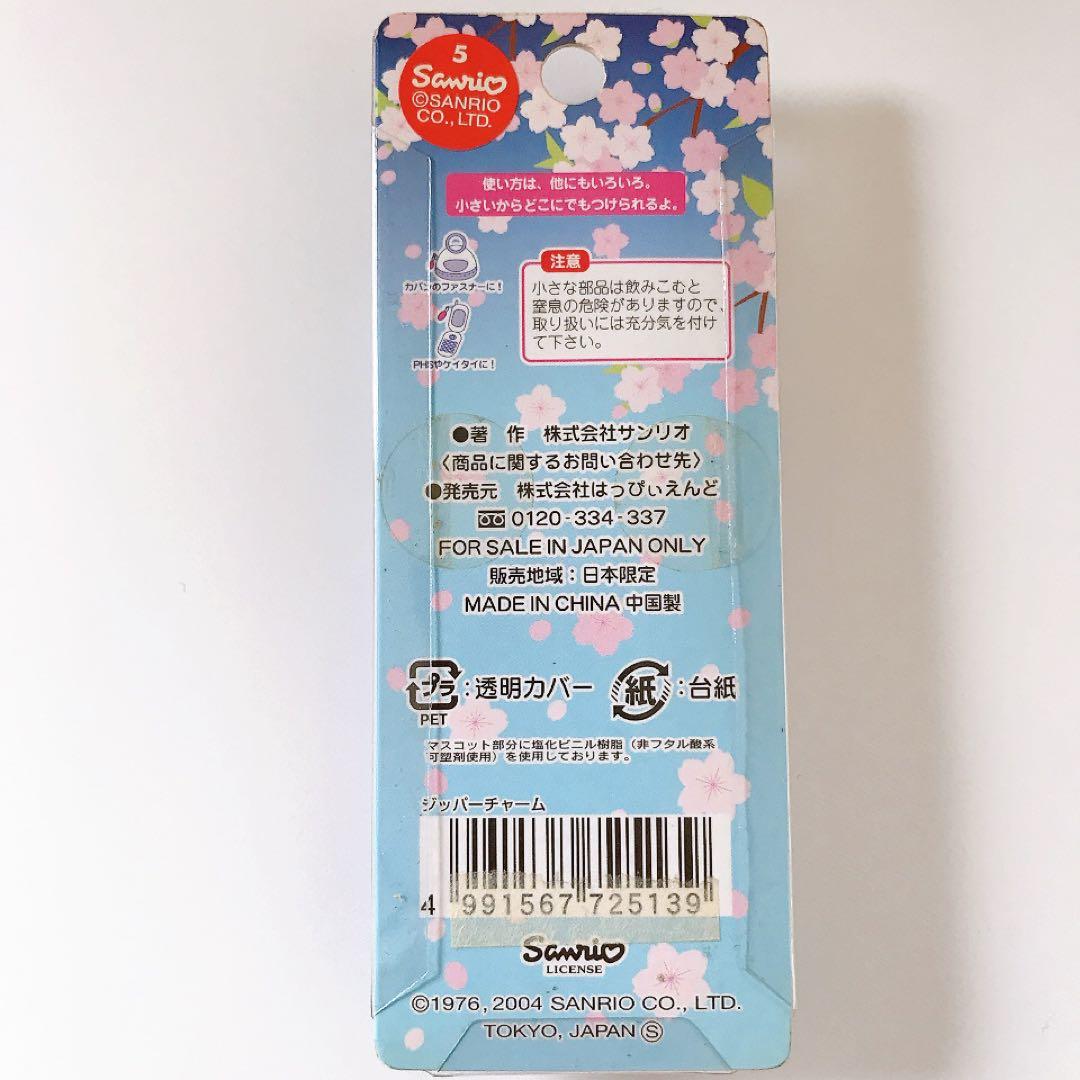 5
Sanrio
©SANRIO
CO., LTD.
使い方は、他にもいろいろ。
小さいからどこにでもつけられるよ。
カバンのファスナーに!
PHSやケイタイに!
注意
小さな部品は飲みこむと
窒息の危険がありますので、
取り扱いには充分気を付け
て下さい。
●著 作 株式会社サンリオ
〈商品に関するお問い合わせ先〉
●発売元 株式会社はっぴぃえんど
0120-334-337
FOR SALE IN JAPAN ONLY
販売地域:日本限定
MADE IN CHINA 中国製
プラ:透明カバー 紙:台紙
PET
マスコット部分に塩化ビニル樹脂(非フタル酸系
可塑剤使用)を使用しております。
ジッパーチャーム
4 991567 725139
Sanrio
LICENSE
©1976, 2004 SANRIO CO., LTD.
TOKYO, JAPAN Ⓢ